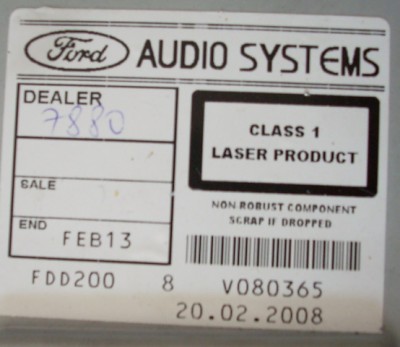 Ford AUDIO SYSTEMS
DEALER
7880
CLASS 1
LASER PRODUCT
SALE
NON ROBUST COMPONENT
SCRAP IF DROPPED
END
FEB13
FDD200 8 V080365
20.02.2008